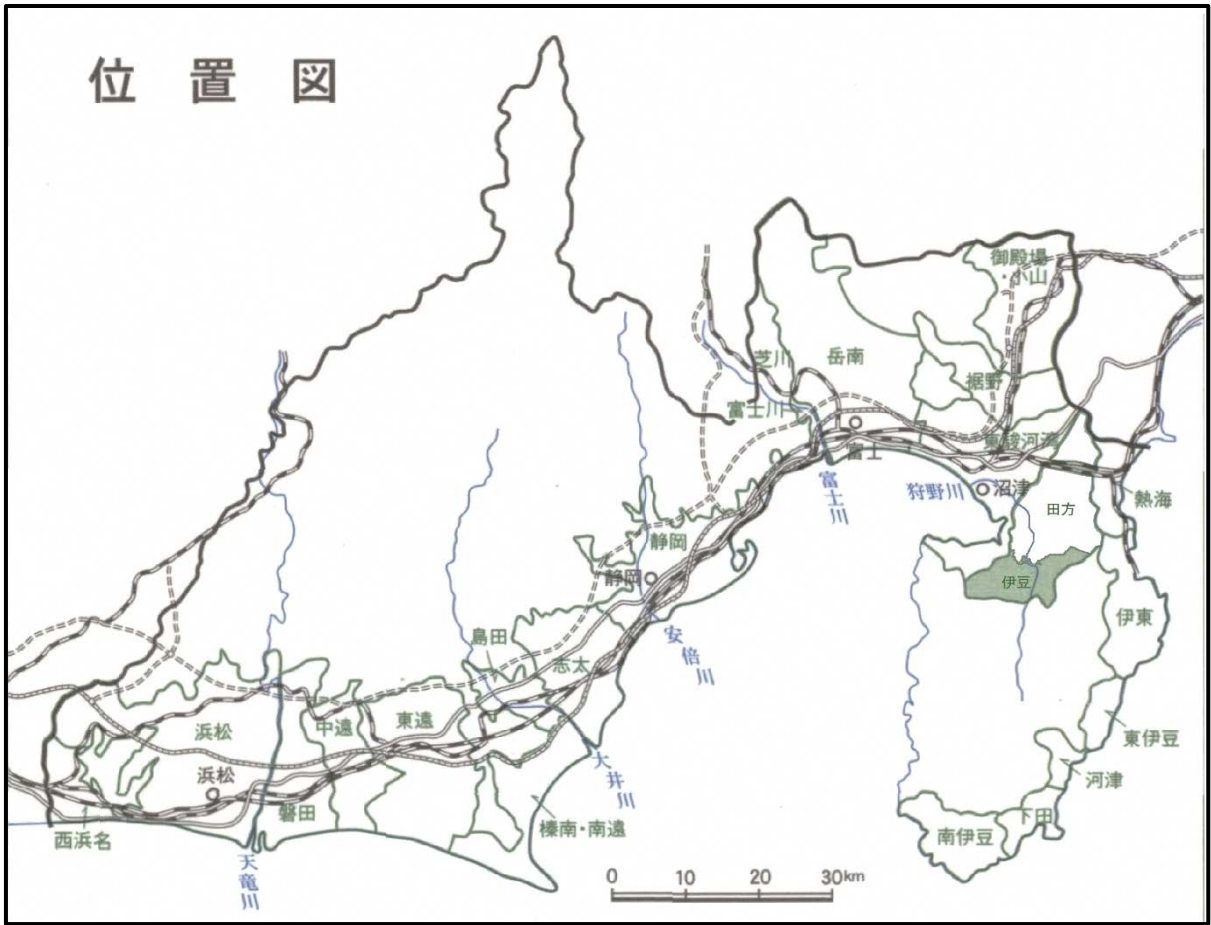 位置図
御殿場
・小山
芝川
岳南
裾野
富士川
東駿河湾
富士
富士川
狩野川
沼津
熱海
田方
静岡
静岡
伊豆
伊東
安倍川
島田
志太
東伊豆
浜松
中遠
東遠
大井川
河津
浜松
磐田
榛南・南遠
下田
南伊豆
西浜名
天竜川
0 10 20 30km